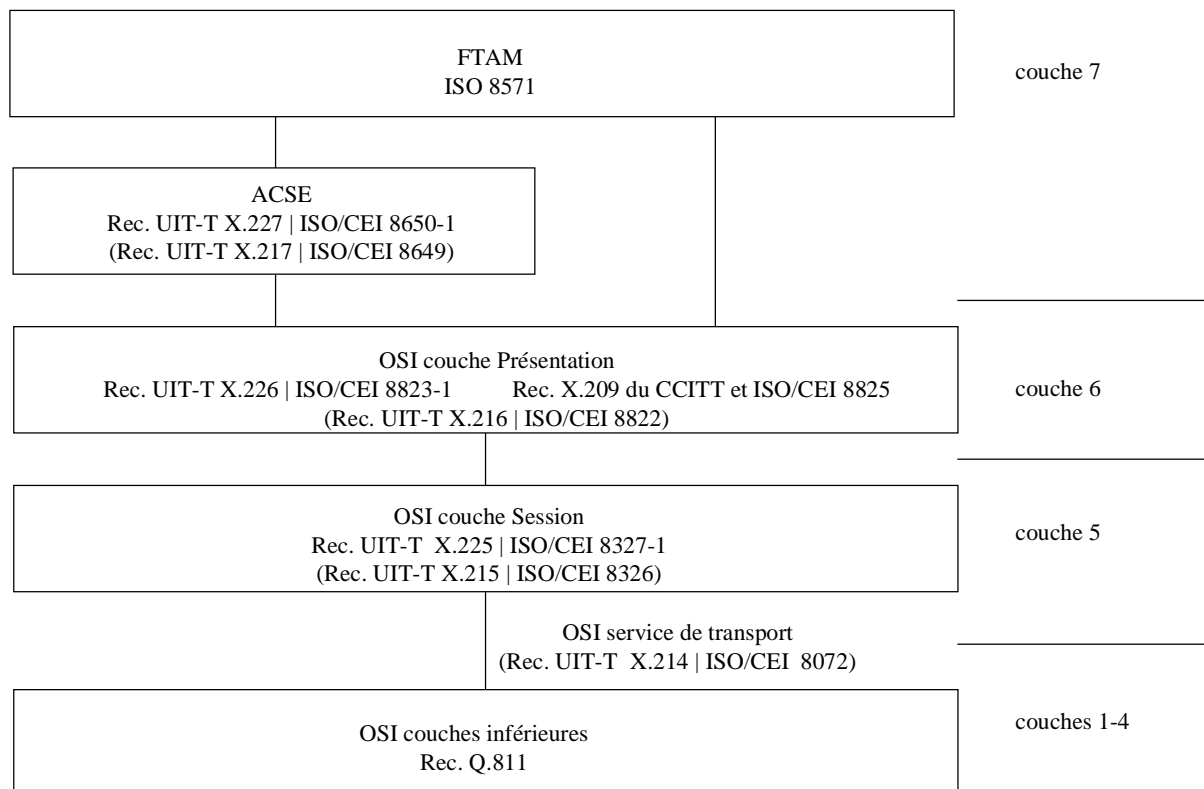 FTAM
ISO 8571
couche 7
ACSE
Rec. UIT-T X.227 | ISO/CEI 8650-1
(Rec. UIT-T X.217 | ISO/CEI 8649)
OSI couche Présentation
Rec. UIT-T X.226 | ISO/CEI 8823-1 Rec. X.209 du CCITT et ISO/CEI 8825
(Rec. UIT-T X.216 | ISO/CEI 8822)
couche 6
OSI couche Session
Rec. UIT-T X.225 | ISO/CEI 8327-1
(Rec. UIT-T X.215 | ISO/CEI 8326)
couche 5
OSI service de transport
(Rec. UIT-T X.214 | ISO/CEI 8072)
OSI couches inférieures
Rec. Q.811
couches 1-4